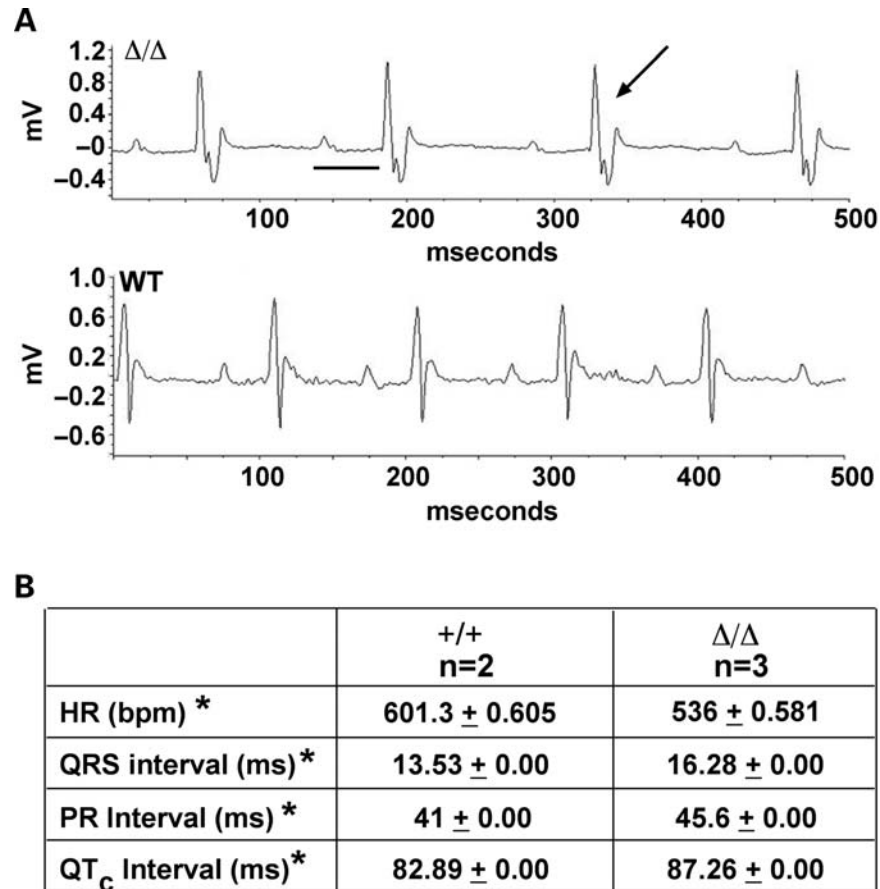 A
Δ/Δ
1.2
0.8
0.4
–0
–0.4
mV
100 200 300 400 500
mseconds
WT
1.0
0.6
0.2
–0.2
–0.6
mV
100 200 300 400 500
mseconds
B
+/+ Δ/Δ
n=2 n=3
HR (bpm) * 601.3 ± 0.605 536 ± 0.581
QRS interval (ms)* 13.53 ± 0.00 16.28 ± 0.00
PR Interval (ms) * 41 ± 0.00 45.6 ± 0.00
QTC Interval (ms)* 82.89 ± 0.00 87.26 ± 0.00